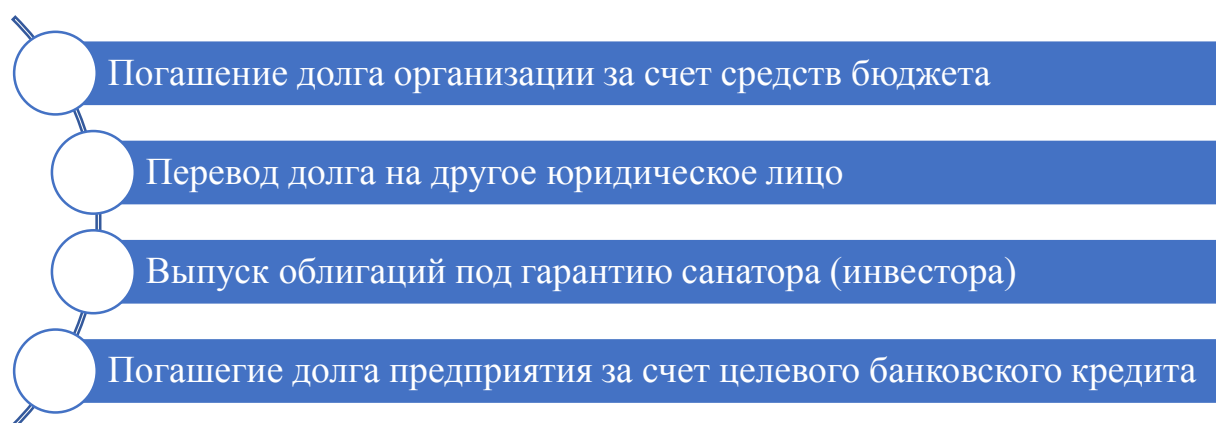 Погашение долга организации за счет средств бюджета
Перевод долга на другое юридическое лицо
Выпуск облигаций под гарантию санатора (инвестора)
Погашегие долга предприятия за счет целевого банковского кредита